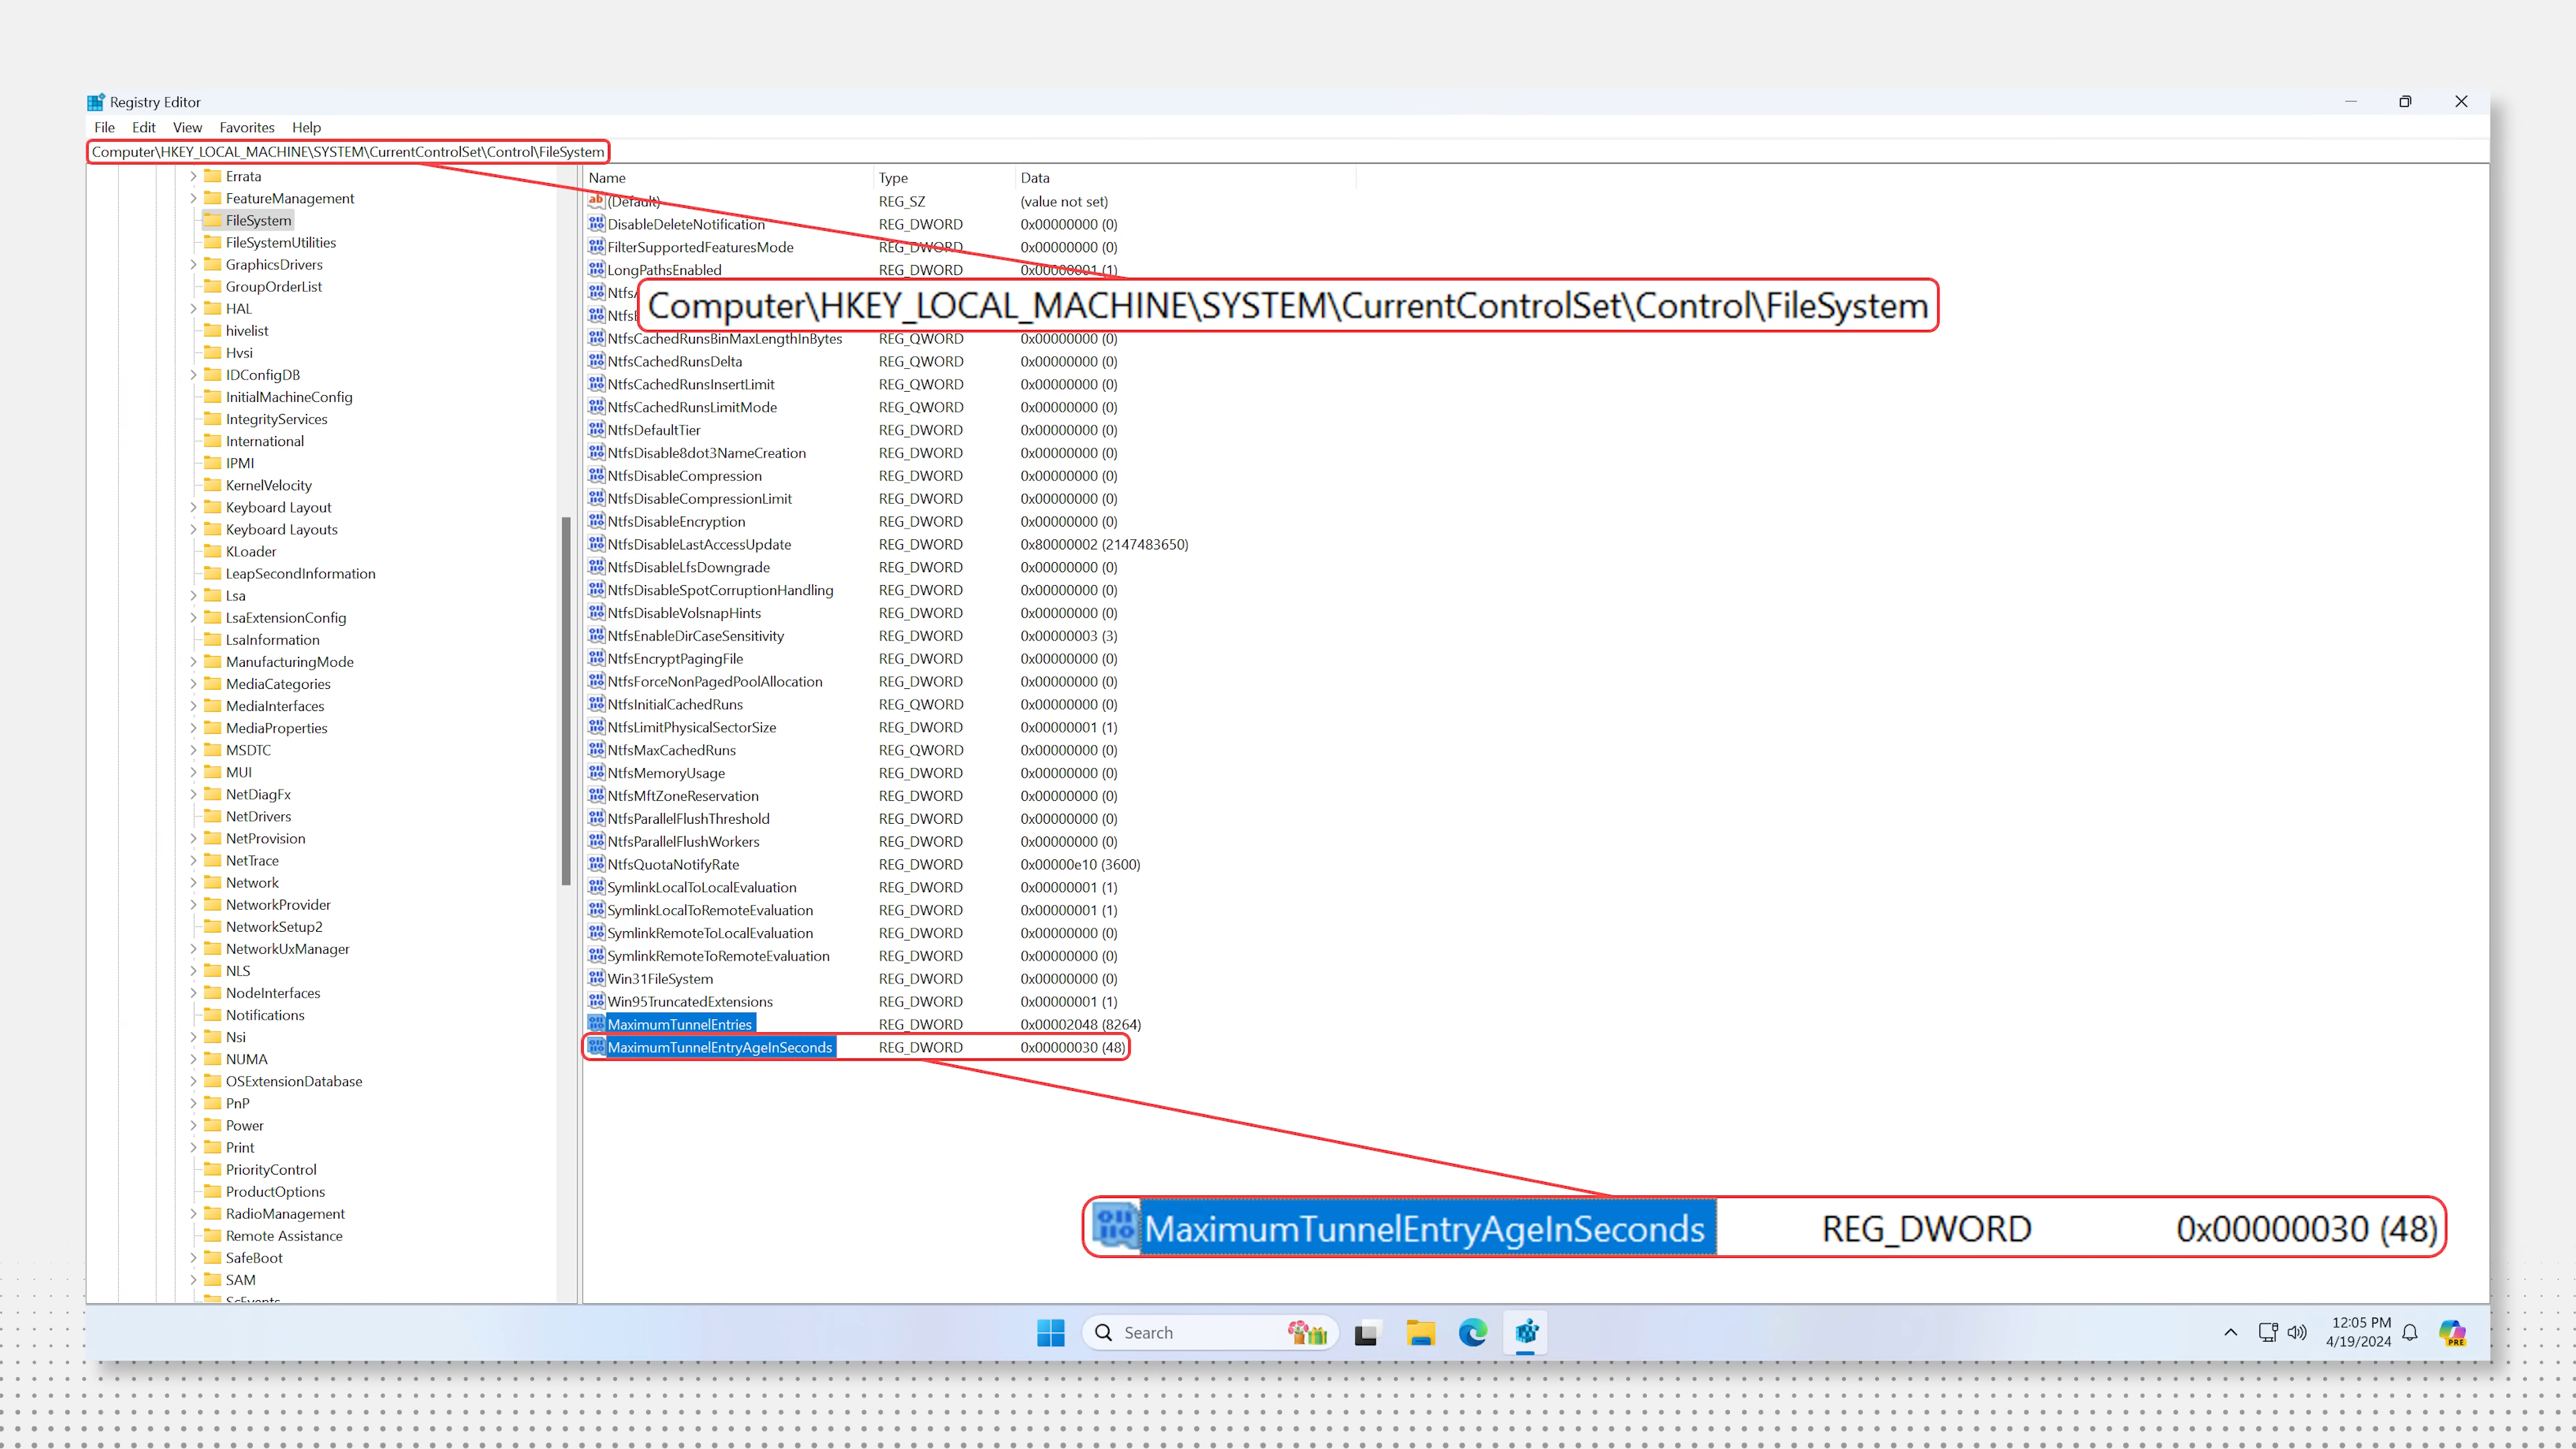 Registry Editor
File Edit View Favorites Help
Computer\HKEY_LOCAL_MACHINE\SYSTEM\CurrentControlSet\Control\FileSystem
Errata
FeatureManagement
FileSystem
FileSystemUtilities
GraphicsDrivers
GroupOrderList
HAL
hivelist
Hvsi
IDConfigDB
InitialMachineConfig
IntegrityServices
International
IPMI
KernelVelocity
Keyboard Layout
Keyboard Layouts
KLoader
LeapSecondInformation
Lsa
LsaExtensionConfig
LsaInformation
ManufacturingMode
MediaCategories
MediaInterfaces
MediaProperties
MSDTC
MUI
NetDiagFx
NetDrivers
NetProvision
NetTrace
Network
NetworkProvider
NetworkSetup2
NetworkUxManager
NLS
NodeInterfaces
Notifications
Nsi
NUMA
OSExtensionDatabase
PnP
Power
Print
PriorityControl
ProductOptions
RadioManagement
Remote Assistance
SafeBoot
SAM
Name Type Data
(Default) REG_SZ (value not set)
DisableDeleteNotification REG_DWORD 0x00000000 (0)
FilterSupportedFeaturesMode REG_DWORD 0x00000000 (0)
LongPathsEnabled REG_DWORD 0x00000001 (1)
Computer\HKEY_LOCAL_MACHINE\SYSTEM\CurrentControlSet\Control\FileSystem
NtfsCachedRunsBinMaxLengthInBytes REG_QWORD 0x00000000 (0)
NtfsCachedRunsDelta REG_QWORD 0x00000000 (0)
NtfsCachedRunsInsertLimit REG_QWORD 0x00000000 (0)
NtfsCachedRunsLimitMode REG_QWORD 0x00000000 (0)
NtfsDefaultTier REG_DWORD 0x00000000 (0)
NtfsDisable8dot3NameCreation REG_DWORD 0x00000000 (0)
NtfsDisableCompression REG_DWORD 0x00000000 (0)
NtfsDisableCompressionLimit REG_DWORD 0x00000000 (0)
NtfsDisableEncryption REG_DWORD 0x00000000 (0)
NtfsDisableLastAccessUpdate REG_DWORD 0x80000002 (2147483650)
NtfsDisableLfsDowngrade REG_DWORD 0x00000000 (0)
NtfsDisableSpotCorruptionHandling REG_DWORD 0x00000000 (0)
NtfsDisableVolsnapHints REG_DWORD 0x00000000 (0)
NtfsEnableDirCaseSensitivity REG_DWORD 0x00000003 (3)
NtfsEncryptPagingFile REG_DWORD 0x00000000 (0)
NtfsForceNonPagedPoolAllocation REG_DWORD 0x00000000 (0)
NtfsInitialCachedRuns REG_QWORD 0x00000000 (0)
NtfsLimitPhysicalSectorSize REG_DWORD 0x00000001 (1)
NtfsMaxCachedRuns REG_QWORD 0x00000000 (0)
NtfsMemoryUsage REG_DWORD 0x00000000 (0)
NtfsMftZoneReservation REG_DWORD 0x00000000 (0)
NtfsParallelFlushThreshold REG_DWORD 0x00000000 (0)
NtfsParallelFlushWorkers REG_DWORD 0x00000000 (0)
NtfsQuotaNotifyRate REG_DWORD 0x00000e10 (3600)
SymlinkLocalToLocalEvaluation REG_DWORD 0x00000001 (1)
SymlinkLocalToRemoteEvaluation REG_DWORD 0x00000001 (1)
SymlinkRemoteToLocalEvaluation REG_DWORD 0x00000000 (0)
SymlinkRemoteToRemoteEvaluation REG_DWORD 0x00000000 (0)
Win31FileSystem REG_DWORD 0x00000000 (0)
Win95TruncatedExtensions REG_DWORD 0x00000001 (1)
MaximumTunnelEntries REG_DWORD 0x00002048 (8264)
MaximumTunnelEntryAgeInSeconds REG_DWORD 0x00000030 (48)
MaximumTunnelEntryAgeInSeconds REG_DWORD 0x00000030 (48)
Search
12:05 PM
4/19/2024
PRE